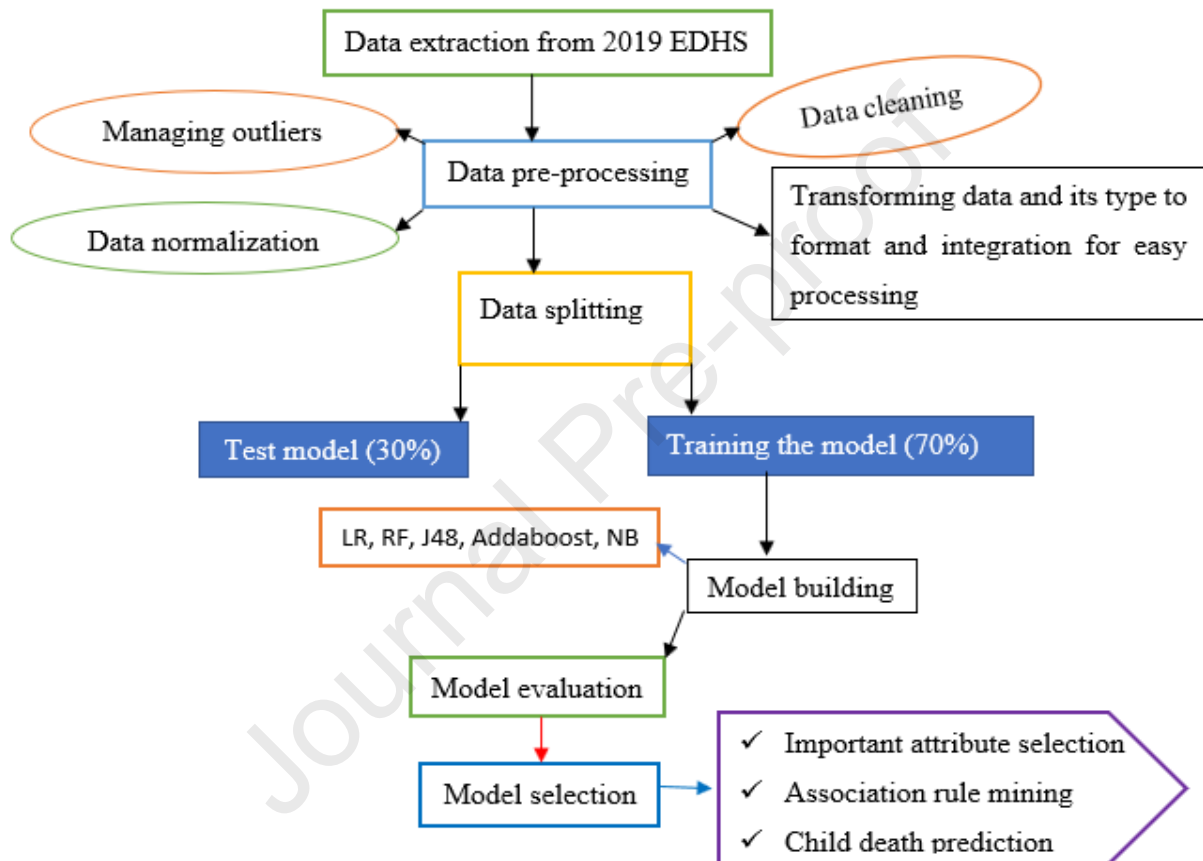 Data extraction from 2019 EDHS
Managing outliers
Data cleaning
Data pre-processing
Data normalization
Transforming data and its type to
format and integration for easy
processing
Data splitting
Test model (30%)
Training the model (70%)
LR, RF, J48, Addaboost, NB
Model building
Model evaluation
Model selection
✓ Important attribute selection
✓ Association rule mining
✓ Child death prediction
Journal Pre-proof